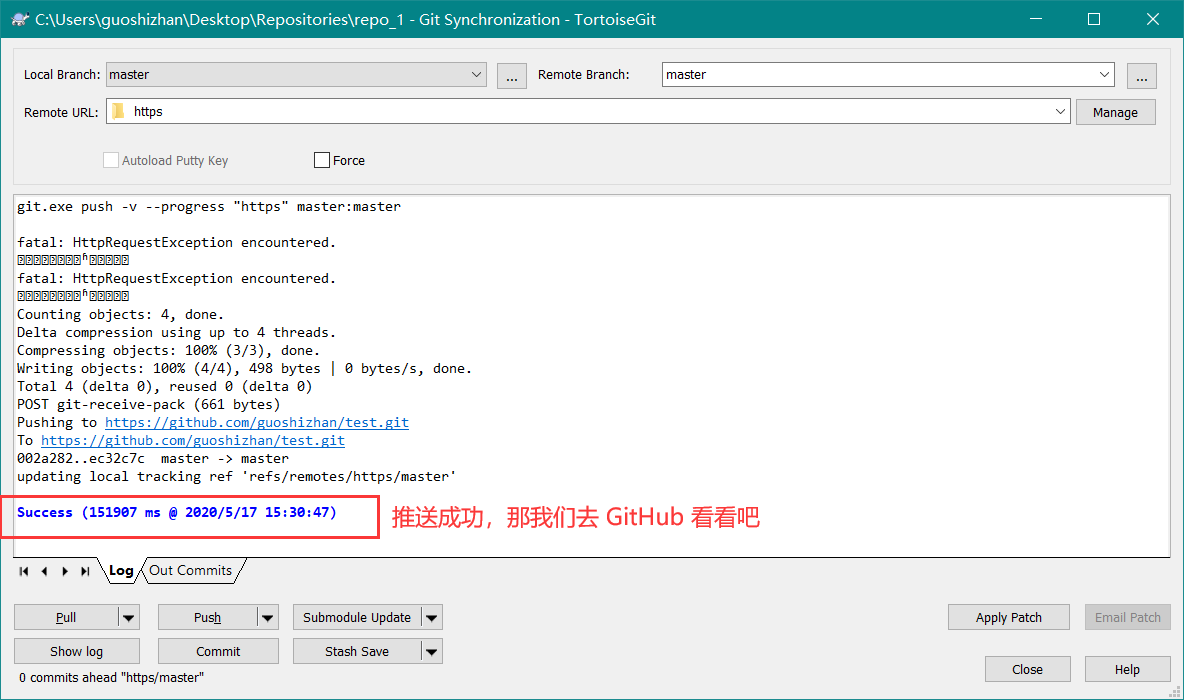 C:\Users\guoshizhan\Desktop\Repositories\repo_1 - Git Synchronization - TortoiseGit
Local Branch: master ... Remote Branch: master ...
Remote URL: https Manage
Autoload Putty Key Force
git.exe push -v --progress "https" master:master
fatal: HttpRequestException encountered.
fatal: HttpRequestException encountered.
Counting objects: 4, done.
Delta compression using up to 4 threads.
Compressing objects: 100% (3/3), done.
Writing objects: 100% (4/4), 498 bytes | 0 bytes/s, done.
Total 4 (delta 0), reused 0 (delta 0)
POST git-receive-pack (661 bytes)
Pushing to https://github.com/guoshizhan/test.git
To https://github.com/guoshizhan/test.git
002a282..ec32c7c master -> master
updating local tracking ref 'refs/remotes/https/master'
Success (151907 ms @ 2020/5/17 15:30:47) 推送成功，那我们去 GitHub 看看吧
Log Out Commits
Pull Push Submodule Update Apply Patch Email Patch
Show log Commit Stash Save
Close Help
0 commits ahead "https/master"